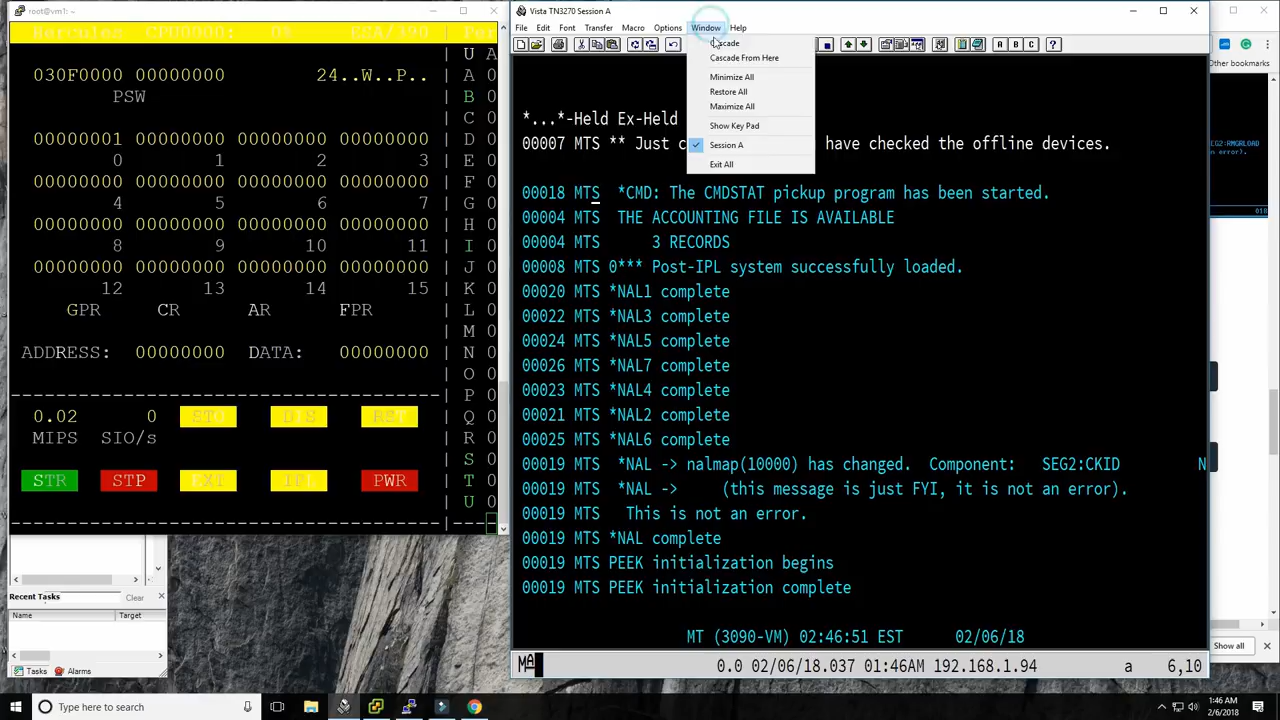 root@vm1: ~
Hercules CPU0000: 0% ESA/390 Per
030F0000 00000000 24..W..P..
PSW
00000001 00000000 00000000 00000000
0 1 2 3
00000000 00000000 00000000 00000000
4 5 6 7
00000000 00000000 00000000 00000000
8 9 10 11
00000000 00000000 00000000 00000000
12 13 14 15
GPR CR AR FPR
ADDRESS: 00000000 DATA: 00000000
0.02 0 STO DIS RST
MIPS SIO/s
STR STP EXT IPL PWR
U A
A 0
B 0
C 0
D 0
E 0
F 0
G 0
H 0
I 0
J 0
K 0
L 0
M 0
N 0
O 0
P 0
Q 0
R 0
S 0
T 0
U 0
Vista TN3270 Session A
File Edit Font Transfer Macro Options Window Help
A B C ?
Cascade
Cascade From Here
Minimize All
Restore All
Maximize All
Show Key Pad
Session A
Exit All
*...*-Held Ex-Held
00007 MTS ** Just c have checked the offline devices.
00018 MTS *CMD: The CMDSTAT pickup program has been started.
00004 MTS THE ACCOUNTING FILE IS AVAILABLE
00004 MTS 3 RECORDS
00008 MTS 0*** Post-IPL system successfully loaded.
00020 MTS *NAL1 complete
00022 MTS *NAL3 complete
00024 MTS *NAL5 complete
00026 MTS *NAL7 complete
00023 MTS *NAL4 complete
00021 MTS *NAL2 complete
00025 MTS *NAL6 complete
00019 MTS *NAL -> nalmap(10000) has changed. Component: SEG2:CKID N
00019 MTS *NAL -> (this message is just FYI, it is not an error).
00019 MTS This is not an error.
00019 MTS *NAL complete
00019 MTS PEEK initialization begins
00019 MTS PEEK initialization complete
MT (3090-VM) 02:46:51 EST 02/06/18
MA 0.0 02/06/18.037 01:46AM 192.168.1.94 a 6,10
Other bookmarks
SEG2:RMGRLOAD
n error).
Show all
Recent Tasks Clear
Name Target
Tasks Alarms
Type here to search
1:46 AM
2/6/2018